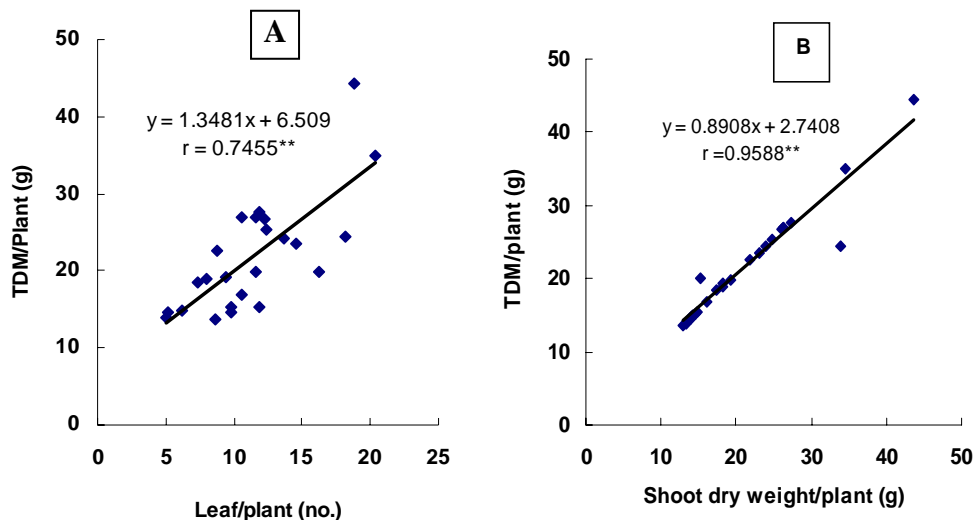 A
50
40
30
20
10
0
TDM/Plant (g)
y = 1.3481x + 6.509
r = 0.7455**
0 5 10 15 20 25
Leaf/plant (no.)
B
50
40
30
20
10
0
TDM/plant (g)
y = 0.8908x + 2.7408
r =0.9588**
0 10 20 30 40 50
Shoot dry weight/plant (g)